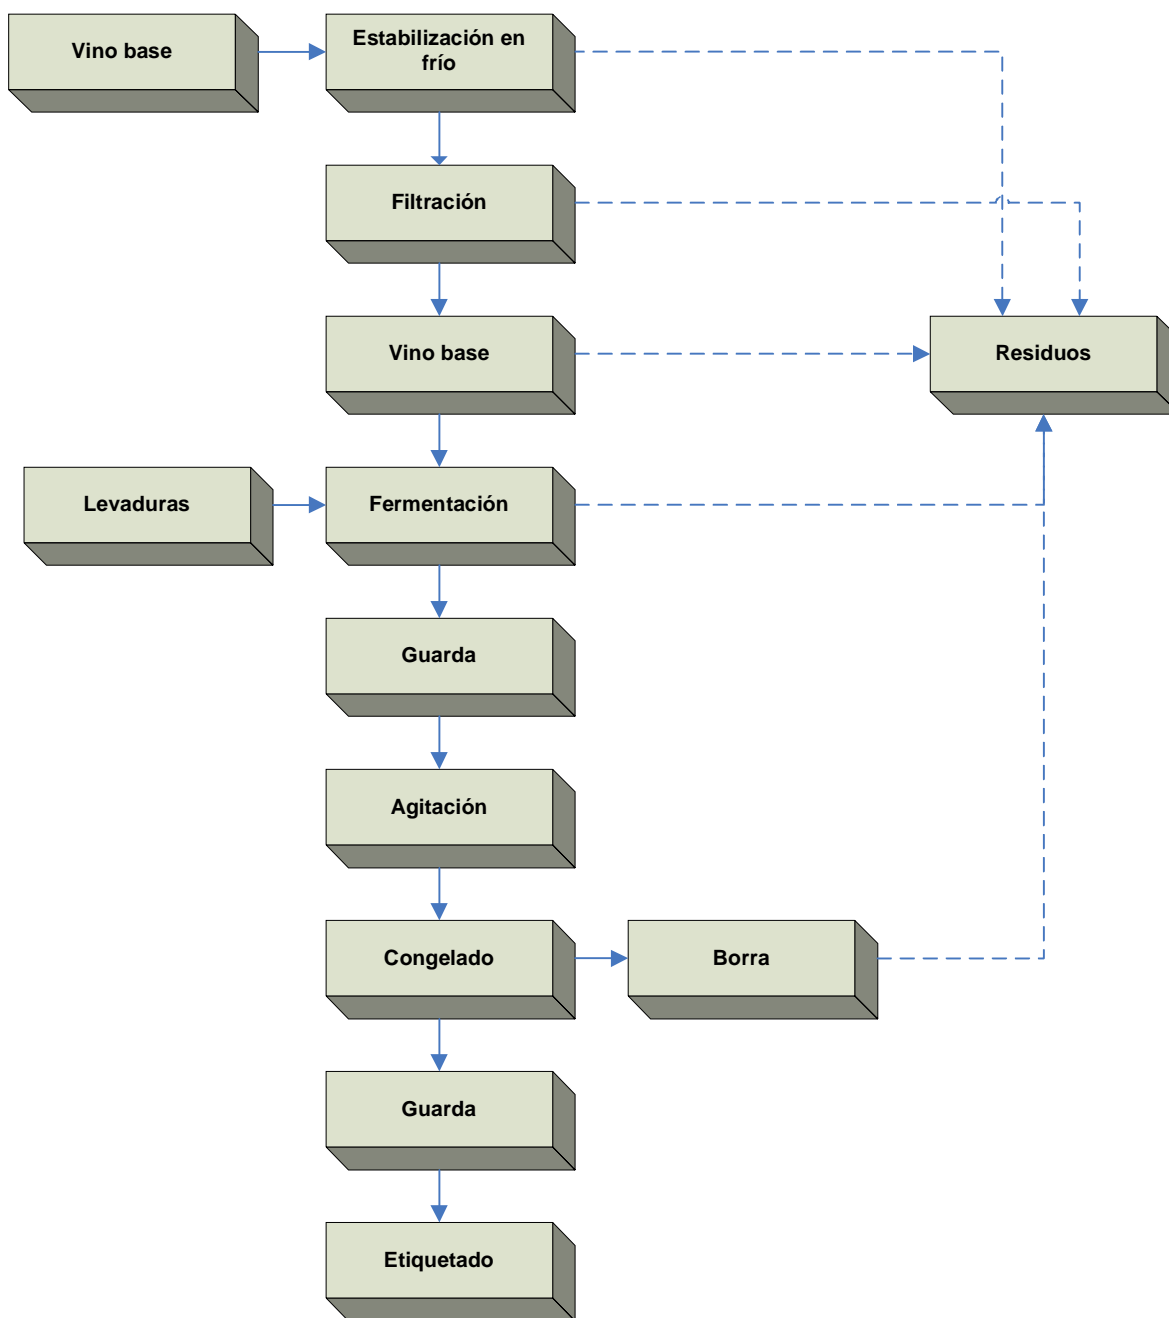 Vino base
Estabilización en
frío
Filtración
Vino base
Residuos
Levaduras
Fermentación
Guarda
Agitación
Congelado
Borra
Guarda
Etiquetado